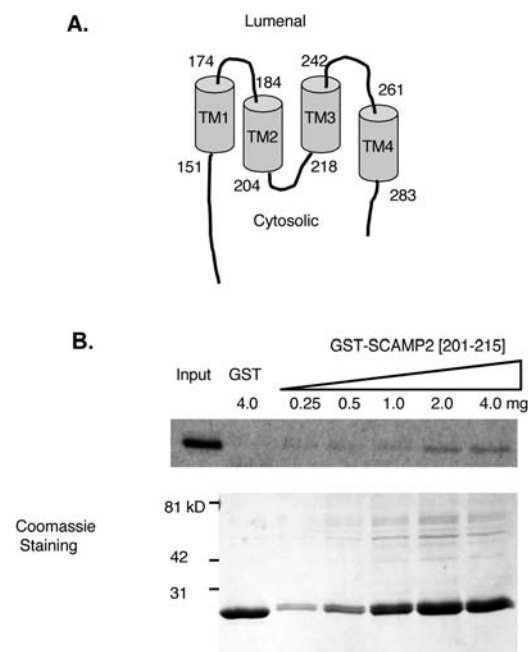 A.
Lumenal
174
184
242
261
TM1
TM2
TM3
TM4
151
204
218
283
Cytosolic
B.
GST-SCAMP2 [201-215]
Input GST
4.0 0.25 0.5 1.0 2.0 4.0 mg
81 kD
Coomassie
Staining
42
31